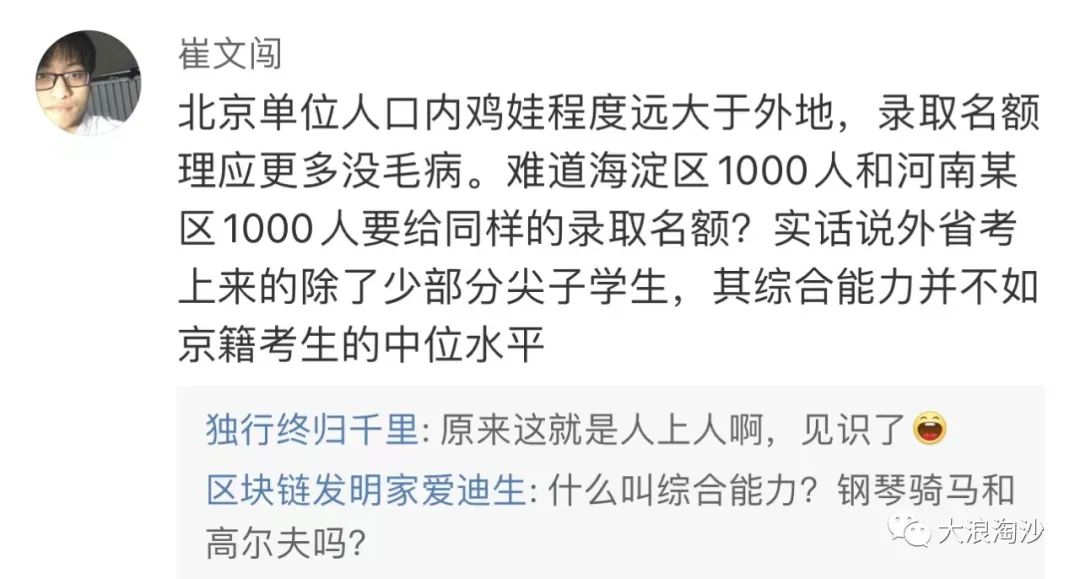 崔文闯
北京单位人口内鸡娃程度远大于外地，录取名额
理应更多没毛病。难道海淀区1000人和河南某
区1000人要给同样的录取名额？实话说外省考
上来的除了少部分尖子学生，其综合能力并不如
京籍考生的中位水平
独行终归千里: 原来这就是人上人啊，见识了
区块链发明家爱迪生: 什么叫综合能力？钢琴骑马和
高尔夫吗?
大浪淘沙